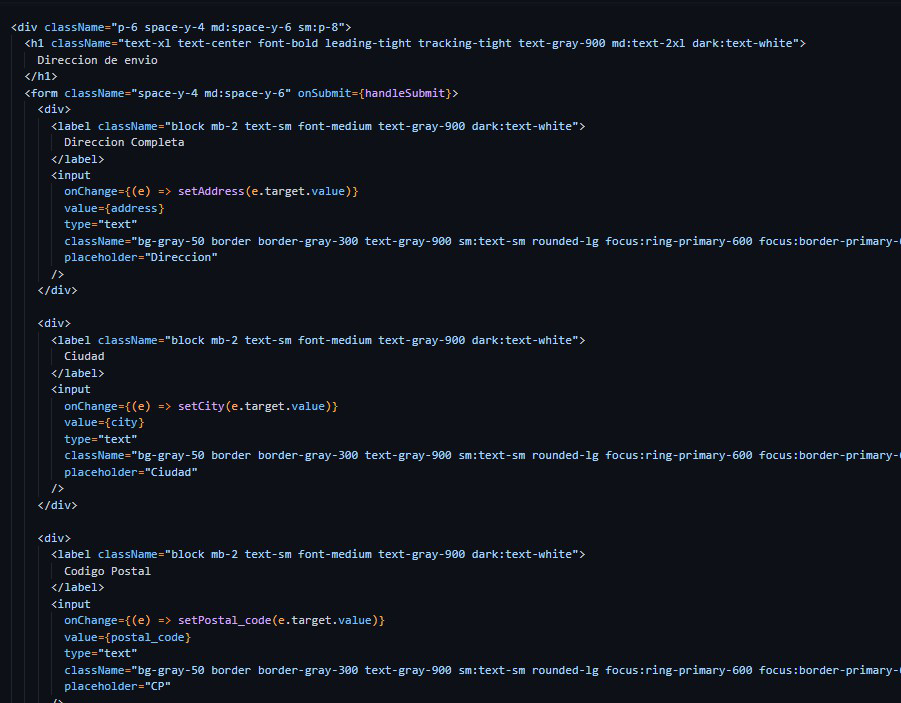 <div className="p-6 space-y-4 md:space-y-6 sm:p-8">
<h1 className="text-xl text-center font-bold leading-tight tracking-tight text-gray-900 md:text-2xl dark:text-white">
Direccion de envio
</h1>
<form className="space-y-4 md:space-y-6" onSubmit={handleSubmit}>
<div>
<label className="block mb-2 text-sm font-medium text-gray-900 dark:text-white">
Direccion Completa
</label>
<input
onChange={(e) => setAddress(e.target.value)}
value={address}
type="text"
className="bg-gray-50 border border-gray-300 text-gray-900 sm:text-sm rounded-lg focus:ring-primary-600 focus:border-primary-
placeholder="Direccion"
/>
</div>
<div>
<label className="block mb-2 text-sm font-medium text-gray-900 dark:text-white">
Ciudad
</label>
<input
onChange={(e) => setCity(e.target.value)}
value={city}
type="text"
className="bg-gray-50 border border-gray-300 text-gray-900 sm:text-sm rounded-lg focus:ring-primary-600 focus:border-primary-
placeholder="Ciudad"
/>
</div>
<div>
<label className="block mb-2 text-sm font-medium text-gray-900 dark:text-white">
Codigo Postal
</label>
<input
onChange={(e) => setPostal_code(e.target.value)}
value={postal_code}
type="text"
className="bg-gray-50 border border-gray-300 text-gray-900 sm:text-sm rounded-lg focus:ring-primary-600 focus:border-primary-
placeholder="CP"
/>